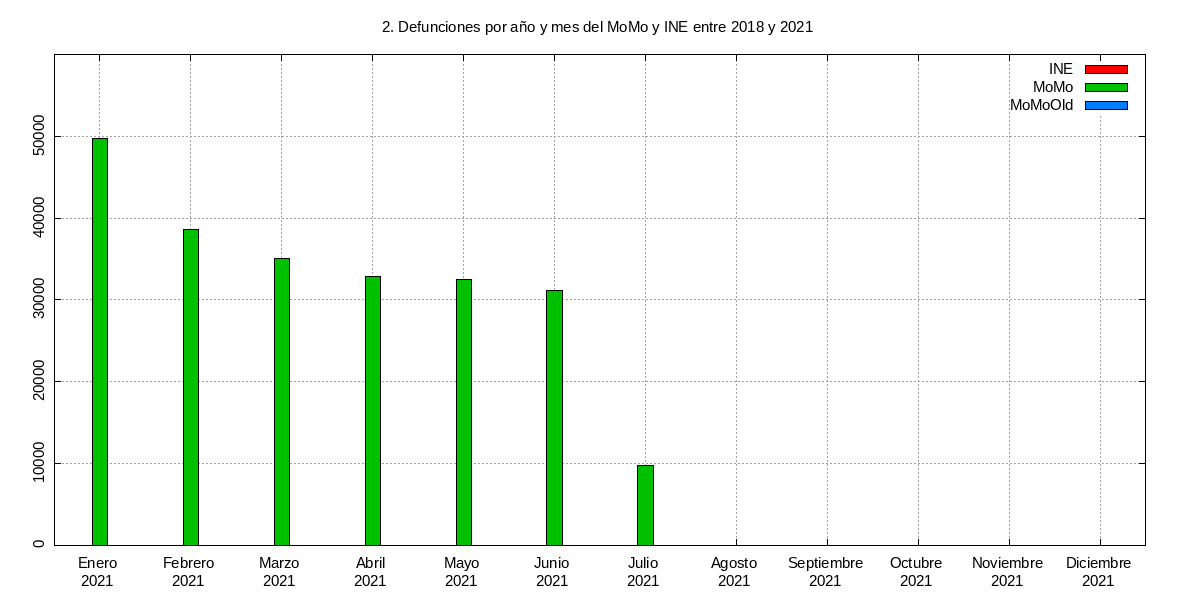 2. Defunciones por año y mes del MoMo y INE entre 2018 y 2021
INE
MoMo
MoMoOld
50000
40000
30000
20000
10000
0
Enero Febrero Marzo Abril Mayo Junio Julio Agosto Septiembre Octubre Noviembre Diciembre
2021 2021 2021 2021 2021 2021 2021 2021 2021 2021 2021 2021